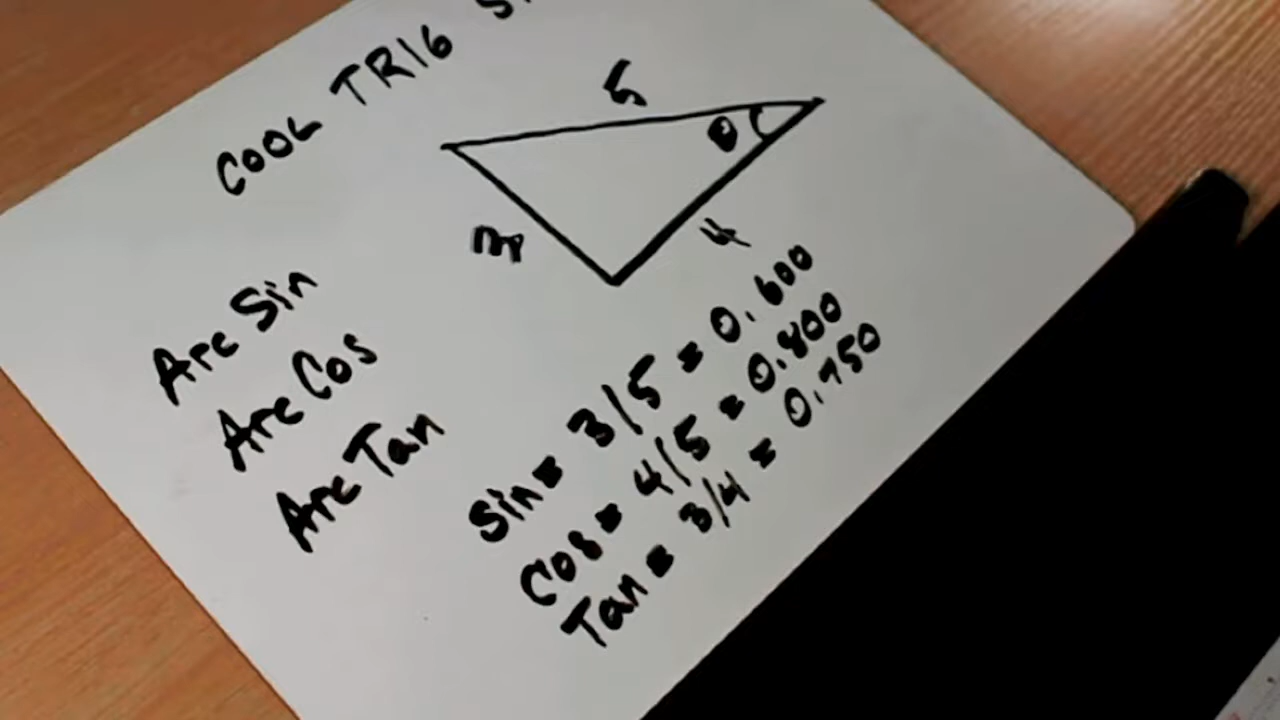 COOL TRIG
5
θ
3
4
Arc Sin
Arc Cos
Arc Tan
Sin = 3/5 = 0.600
Cos = 4/5 = 0.800
Tan = 3/4 = 0.750